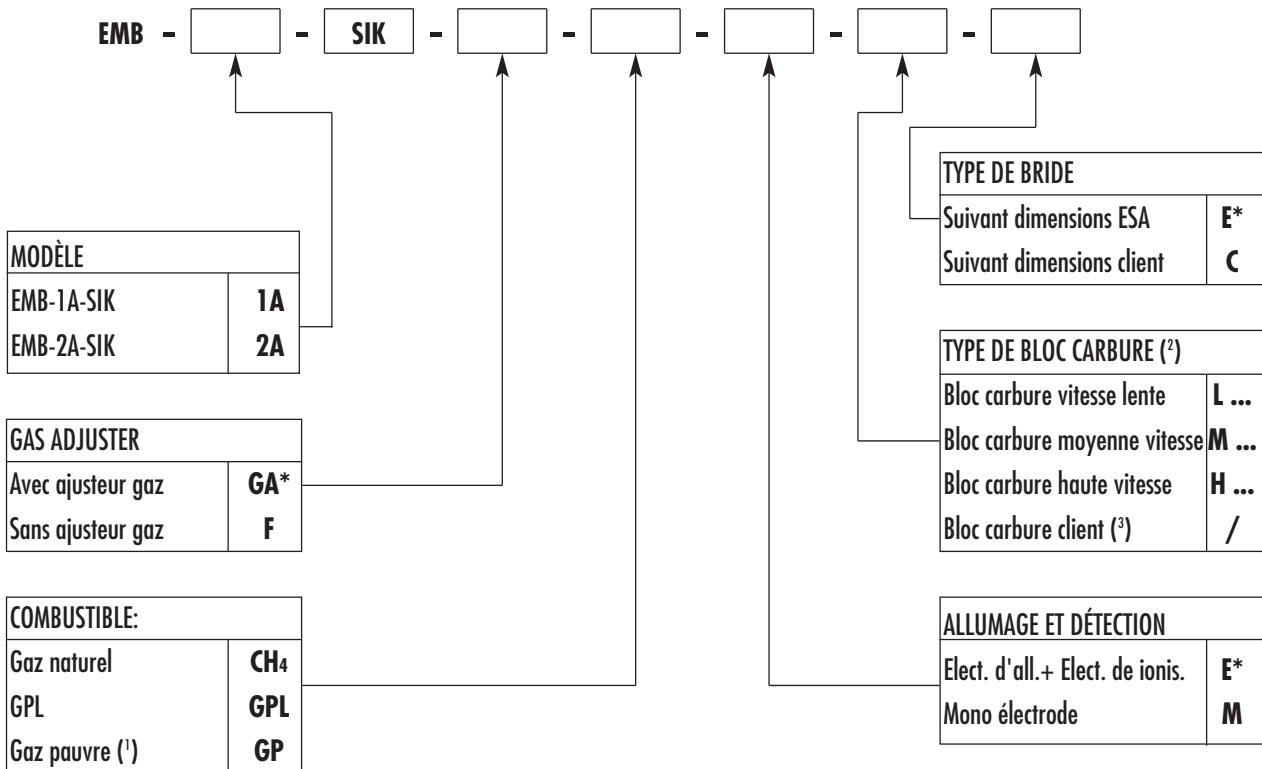 EMB - - SIK - - - - -
TYPE DE BRIDE
Suivant dimensions ESA E*
Suivant dimensions client C
MODÈLE
EMB-1A-SIK 1A
EMB-2A-SIK 2A
TYPE DE BLOC CARBURE (²)
Bloc carbure vitesse lente L ...
Bloc carbure moyenne vitesse M ...
Bloc carbure haute vitesse H ...
Bloc carbure client (³) /
GAS ADJUSTER
Avec ajusteur gaz GA*
Sans ajusteur gaz F
COMBUSTIBLE:
Gaz naturel CH₄
GPL GPL
Gaz pauvre (¹) GP
ALLUMAGE ET DÉTECTION
Elect. d'all.+ Elect. de ionis. E*
Mono électrode M